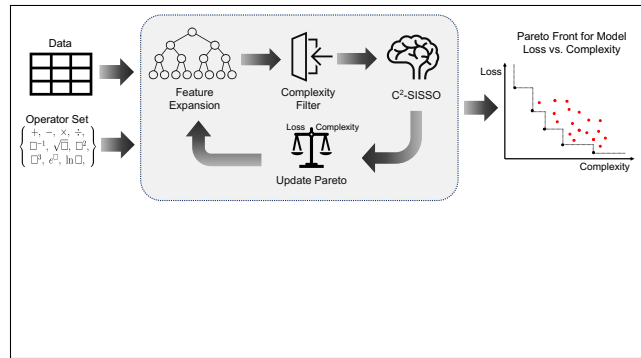 Data
Operator Set
+, −, ×, ÷,
□⁻¹, √□, □²,
□³, e^□, ln □,
Feature
Expansion
Complexity
Filter
C²-SISSO
Loss
Complexity
Update Pareto
Pareto Front for Model
Loss vs. Complexity
Loss
Complexity